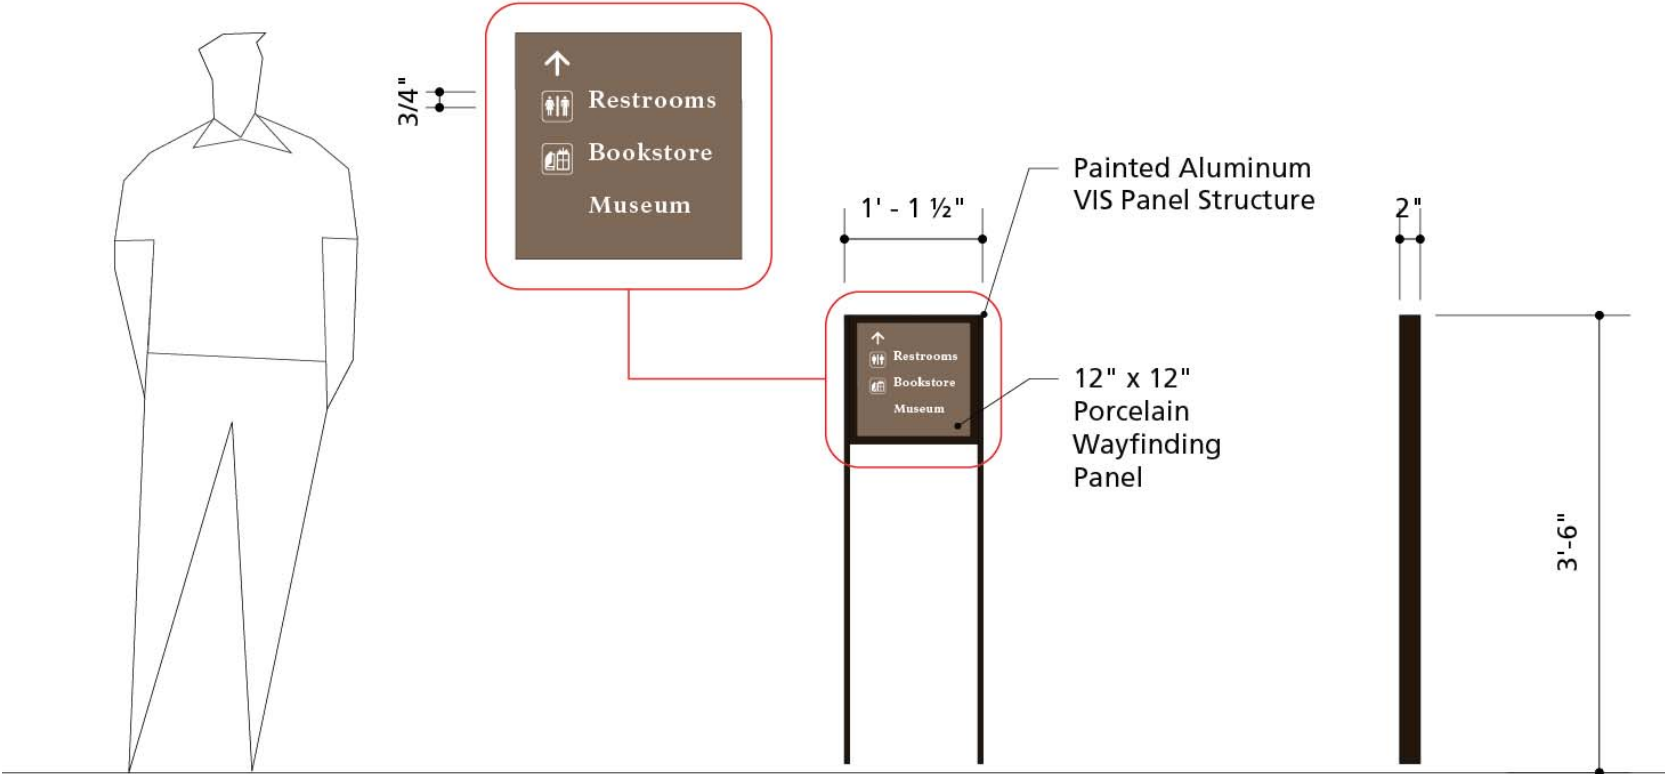 3/4"
Restrooms
Bookstore
Museum
1' - 1 ½"
Painted Aluminum
VIS Panel Structure
2"
Restrooms
Bookstore
Museum
12" x 12"
Porcelain
Wayfinding
Panel
3'-6"